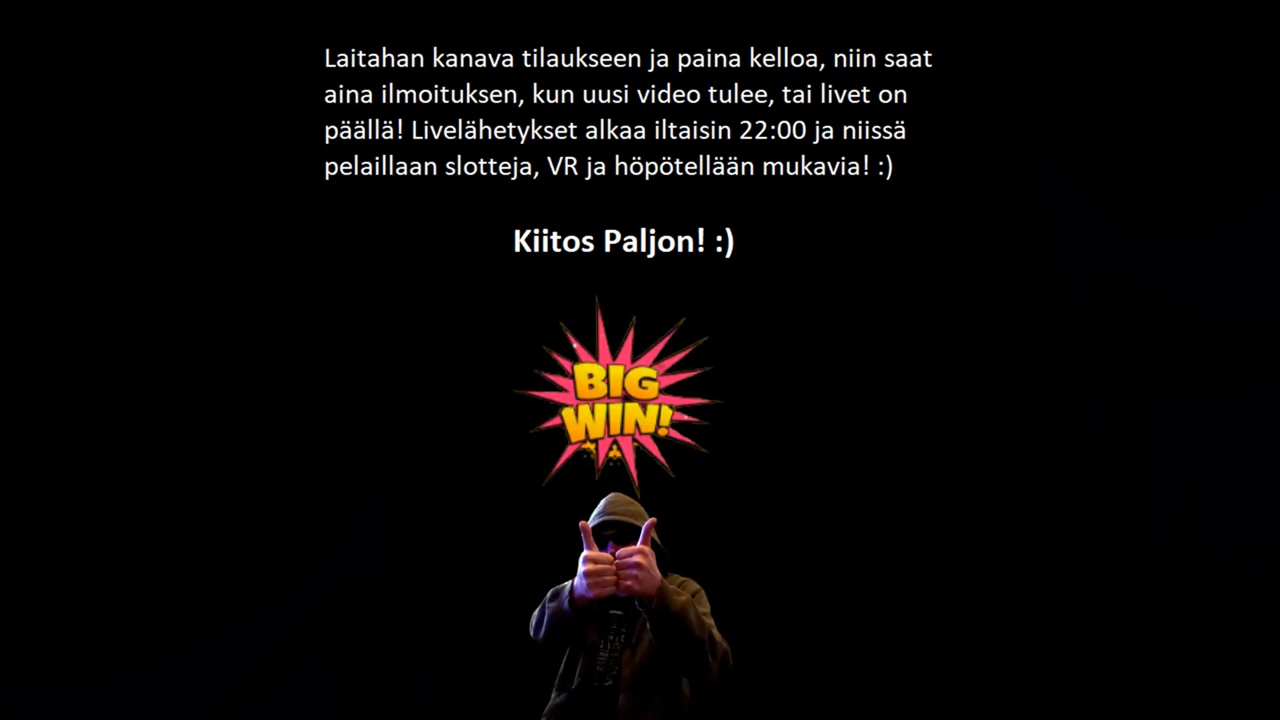 Laitahan kanava tilaukseen ja paina kelloa, niin saat
aina ilmoituksen, kun uusi video tulee, tai livet on
päällä! Livelähetykset alkaa iltaisin 22:00 ja niissä
pelaillaan slotteja, VR ja höpötellään mukavia! :)
Kiitos Paljon! :)
BIG
WIN!